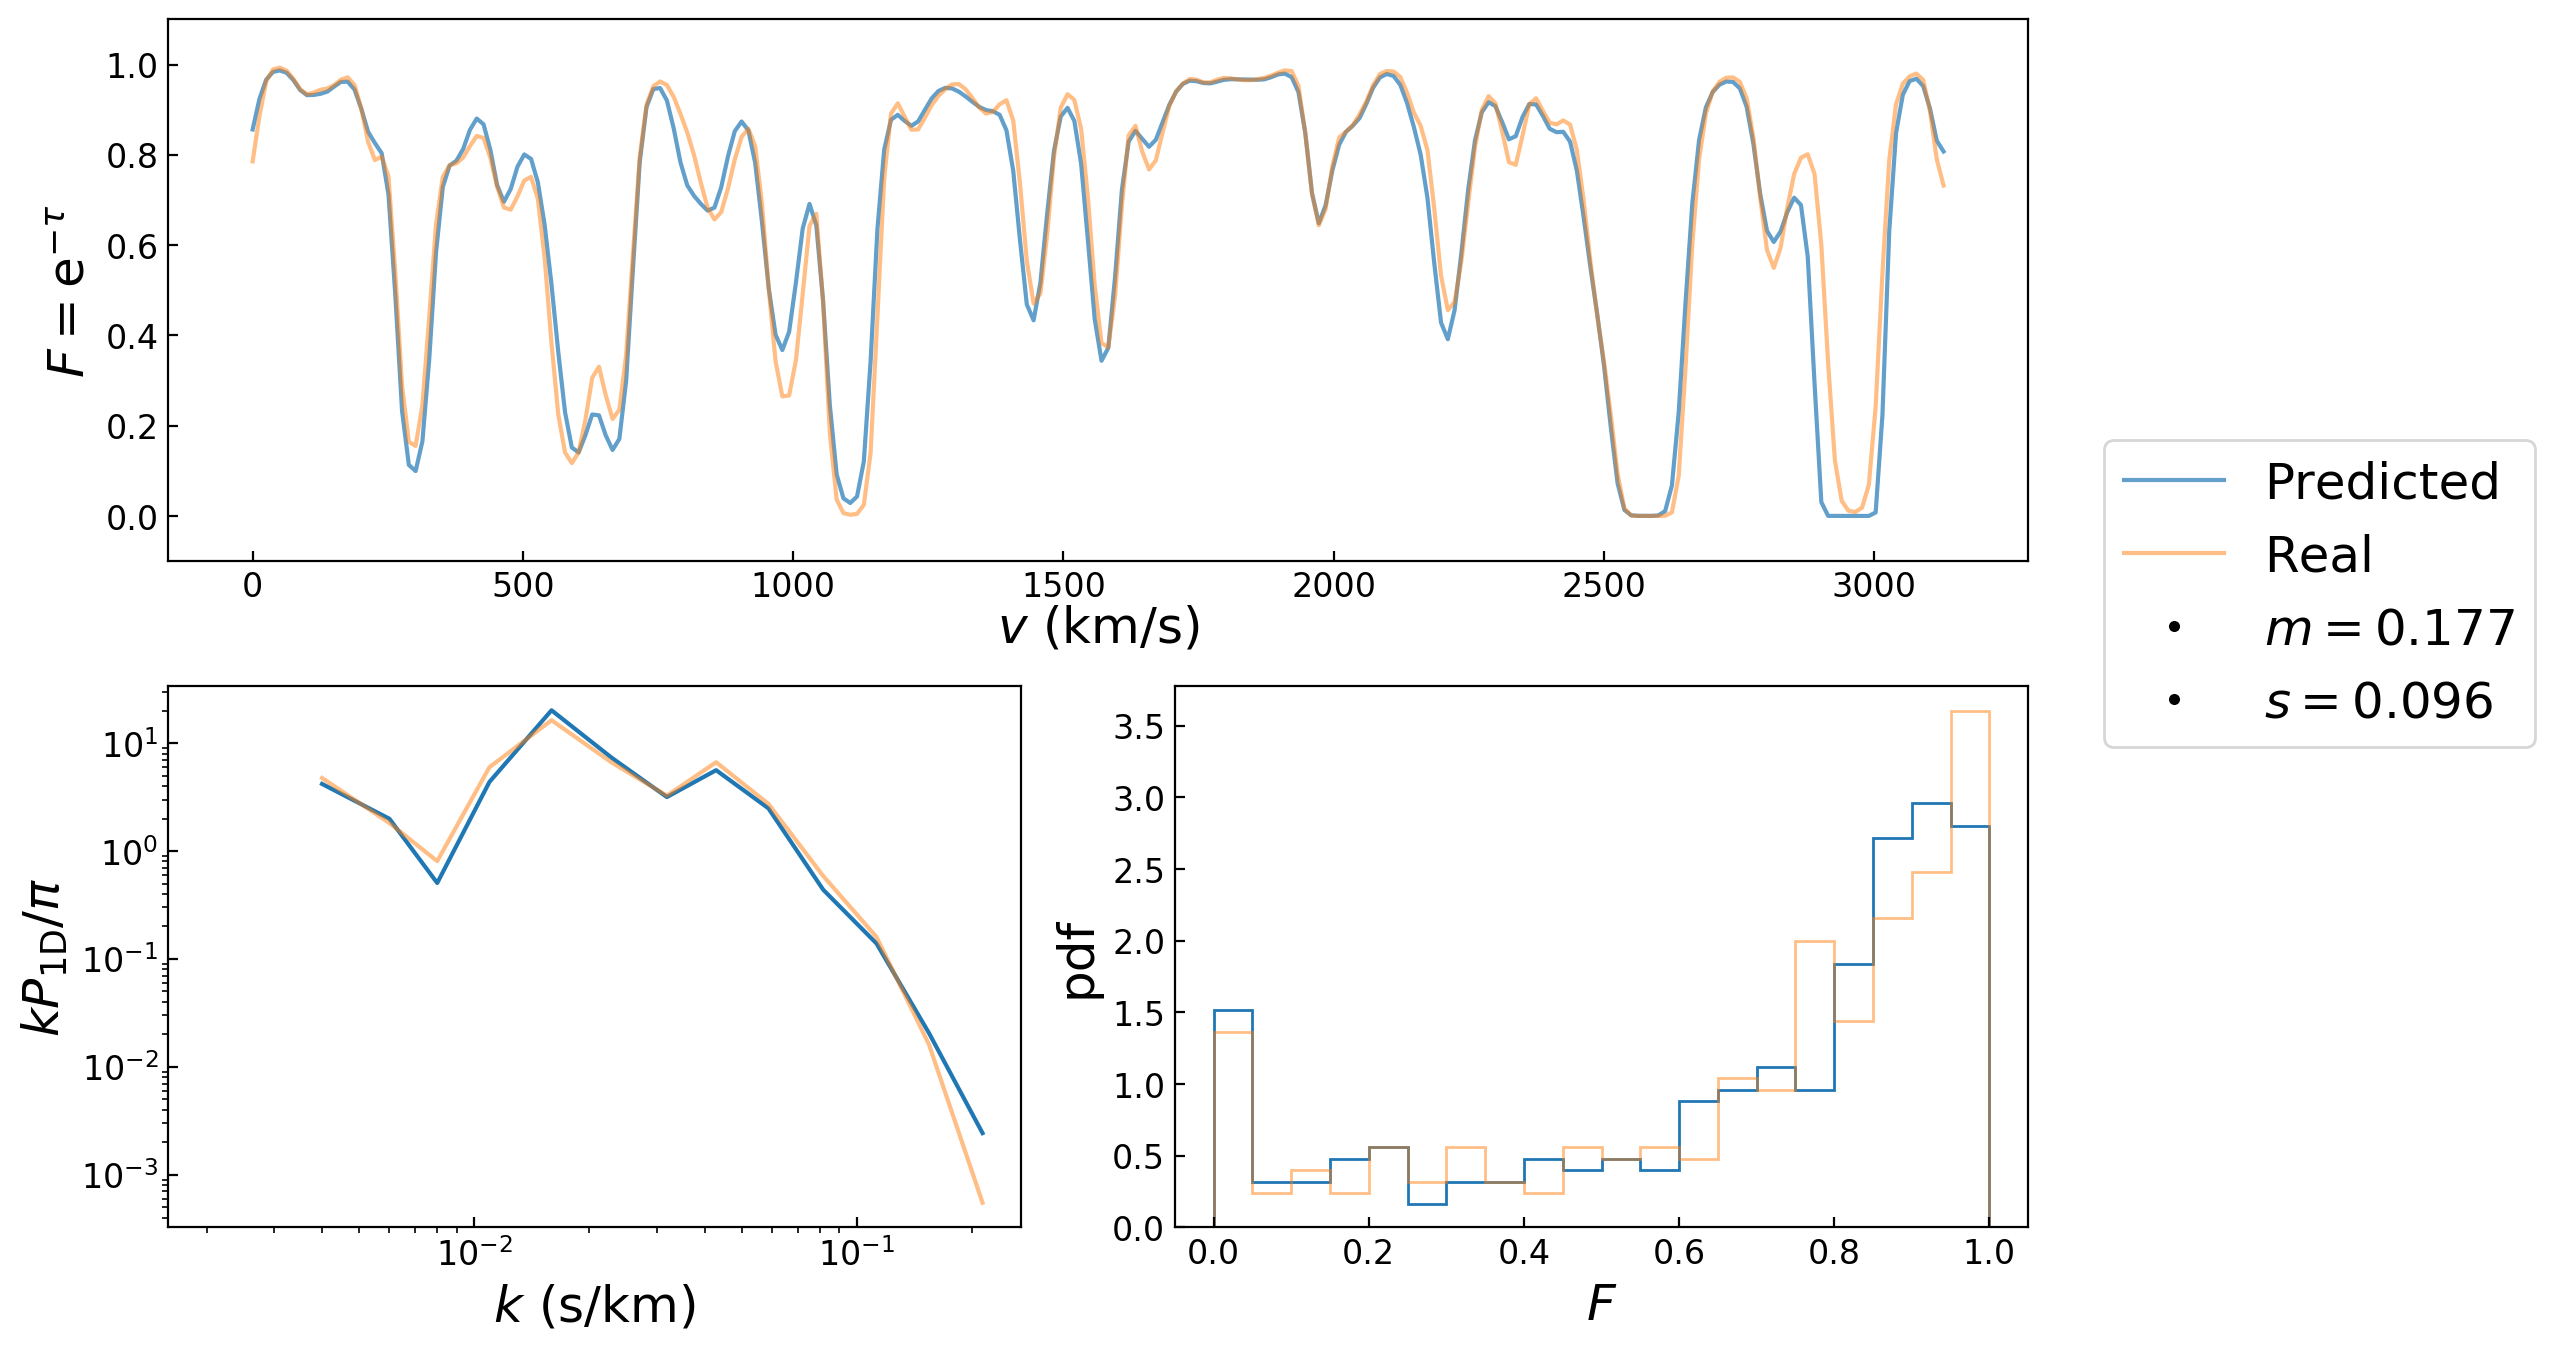 1.0
0.8
0.6
0.4
0.2
0.0
F = e^{−τ}
0 500 1000 1500 2000 2500 3000
v (km/s)
Predicted
Real
m = 0.177
s = 0.096
10^1
10^0
10^{−1}
10^{−2}
10^{−3}
kP_{1D}/π
10^{−2} 10^{−1}
k (s/km)
3.5
3.0
2.5
2.0
1.5
1.0
0.5
0.0
pdf
0.0 0.2 0.4 0.6 0.8 1.0
F